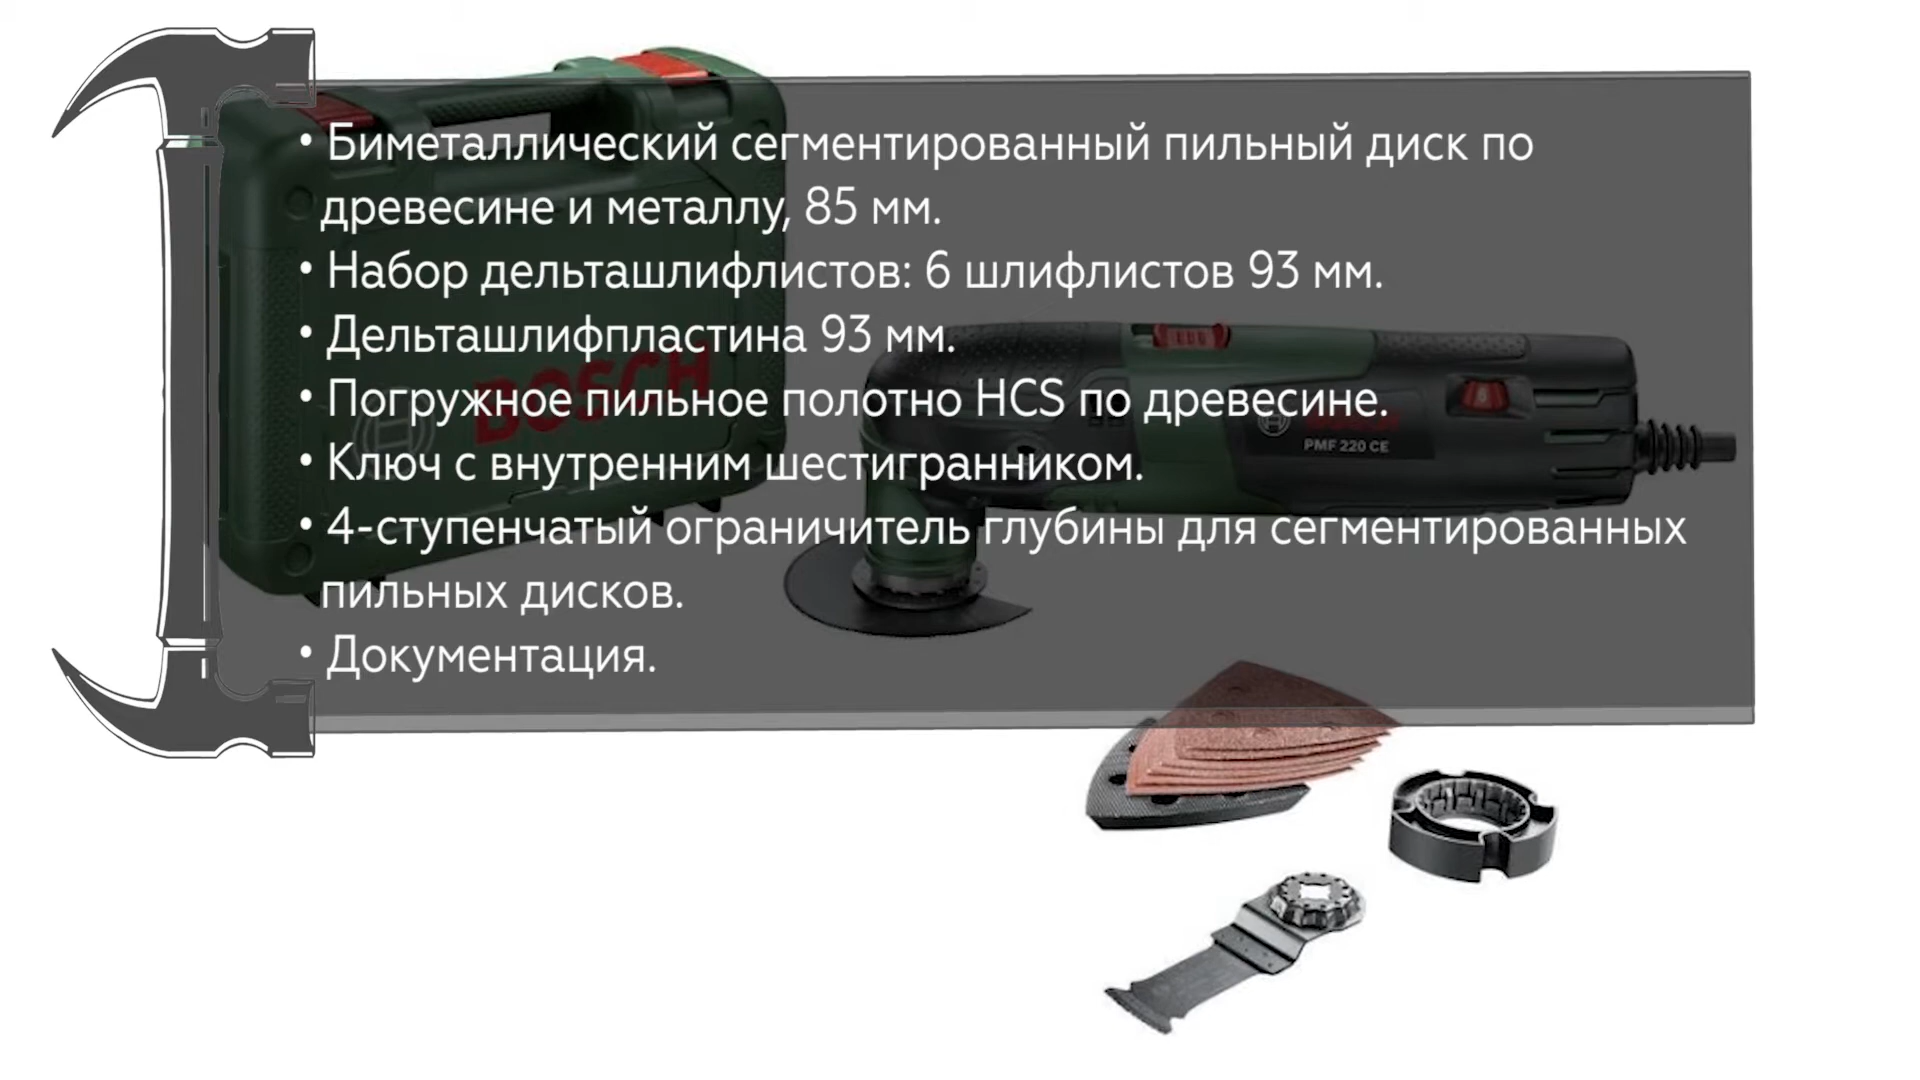 • Биметаллический сегментированный пильный диск по
древесине и металлу, 85 мм.
• Набор дельташлифлистов: 6 шлифлистов 93 мм.
• Дельташлифпластина 93 мм.
BOSCH
• Погружное пильное полотно HCS по древесине.
PMF 220 CE
• Ключ с внутренним шестигранником.
• 4-ступенчатый ограничитель глубины для сегментированных
пильных дисков.
• Документация.